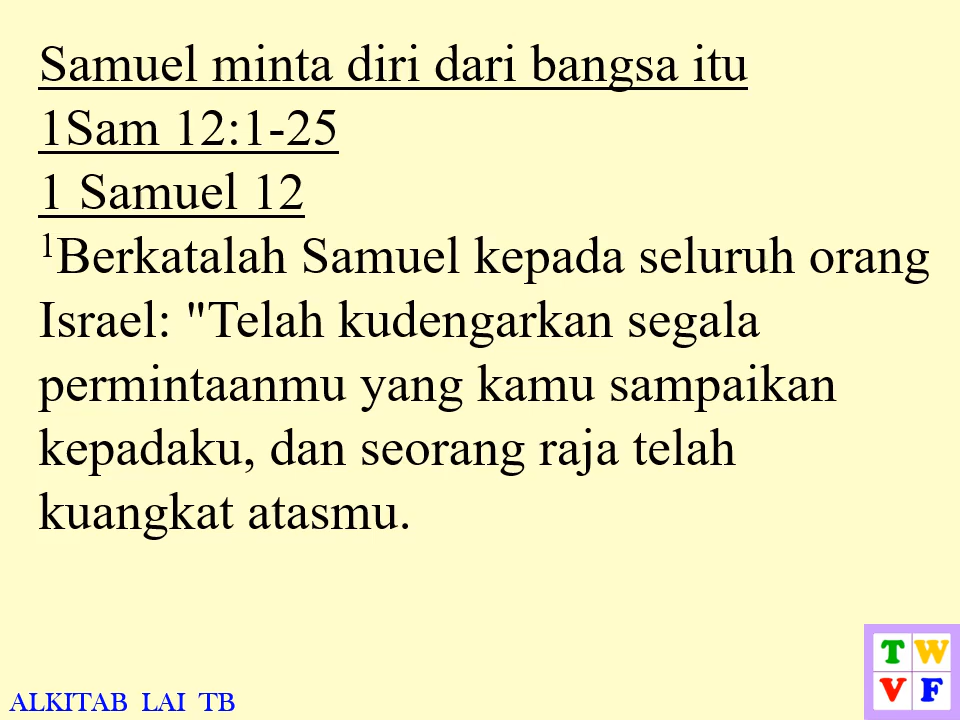 Samuel minta diri dari bangsa itu
1Sam 12:1-25
1 Samuel 12
¹Berkatalah Samuel kepada seluruh orang
Israel: "Telah kudengarkan segala
permintaanmu yang kamu sampaikan
kepadaku, dan seorang raja telah
kuangkat atasmu.
T W
V F
ALKITAB LAI TB